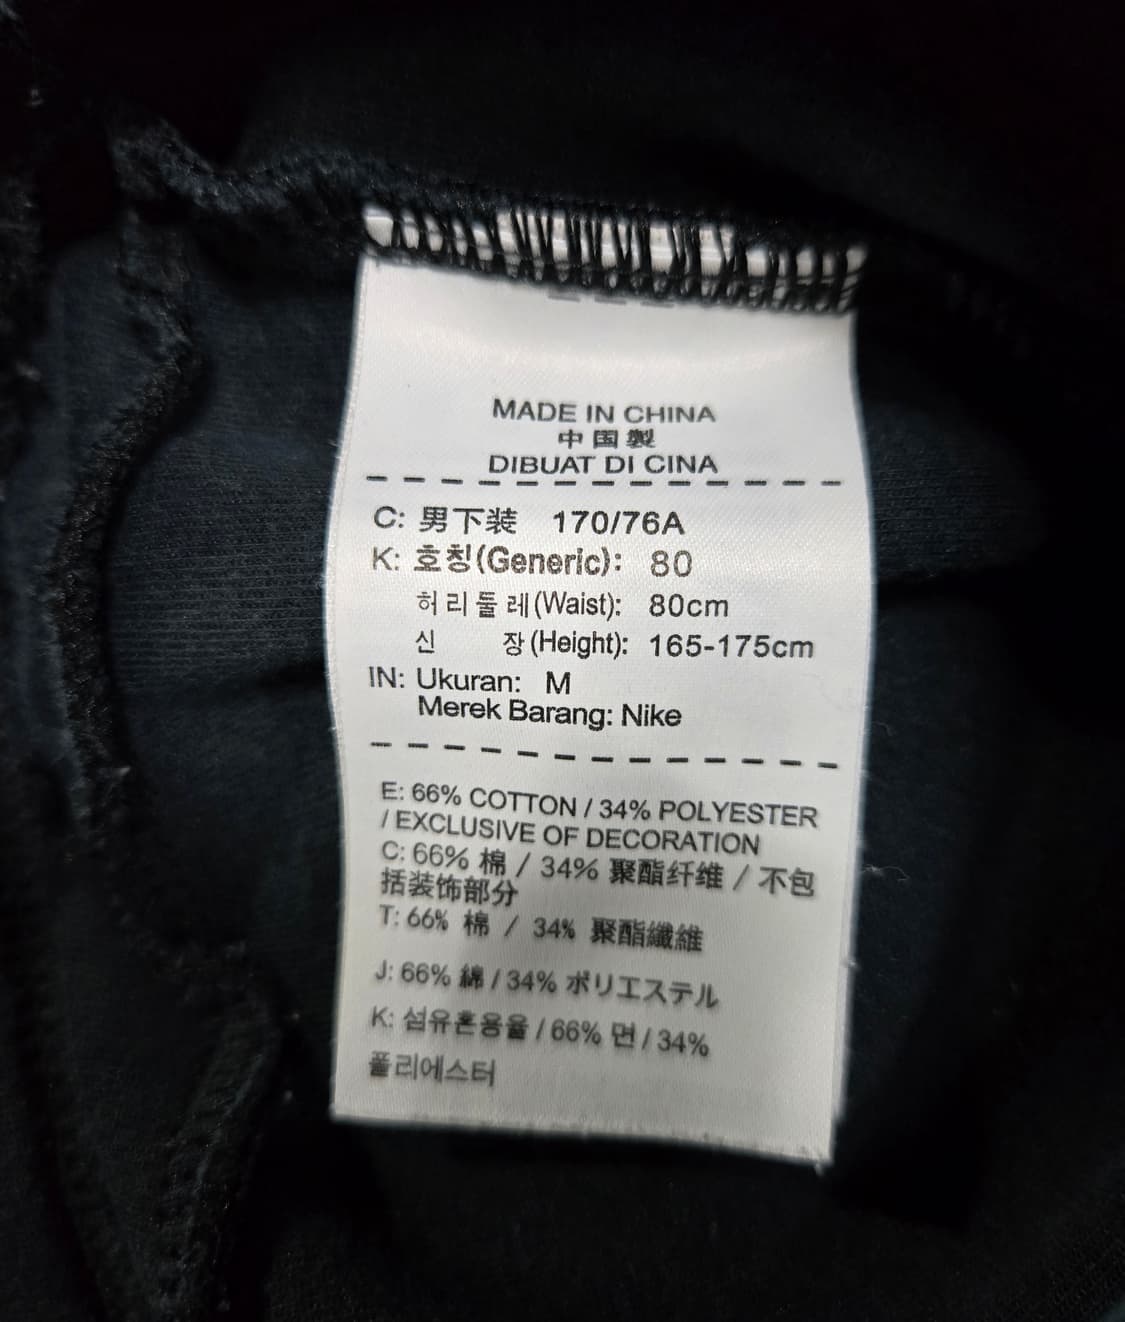 MADE IN CHINA
中国製
DIBUAT DI CINA
C: 男下装 170/76A
K: 호칭(Generic): 80
허리둘레(Waist): 80cm
신 장(Height): 165-175cm
IN: Ukuran: M
Merek Barang: Nike
E: 66% COTTON / 34% POLYESTER
/ EXCLUSIVE OF DECORATION
C: 66% 棉 / 34% 聚酯纤维 / 不包
括装饰部分
T: 66% 棉 / 34% 聚酯纖維
J: 66% 綿 / 34% ポリエステル
K: 섬유혼용율 / 66% 면 / 34%
폴리에스터